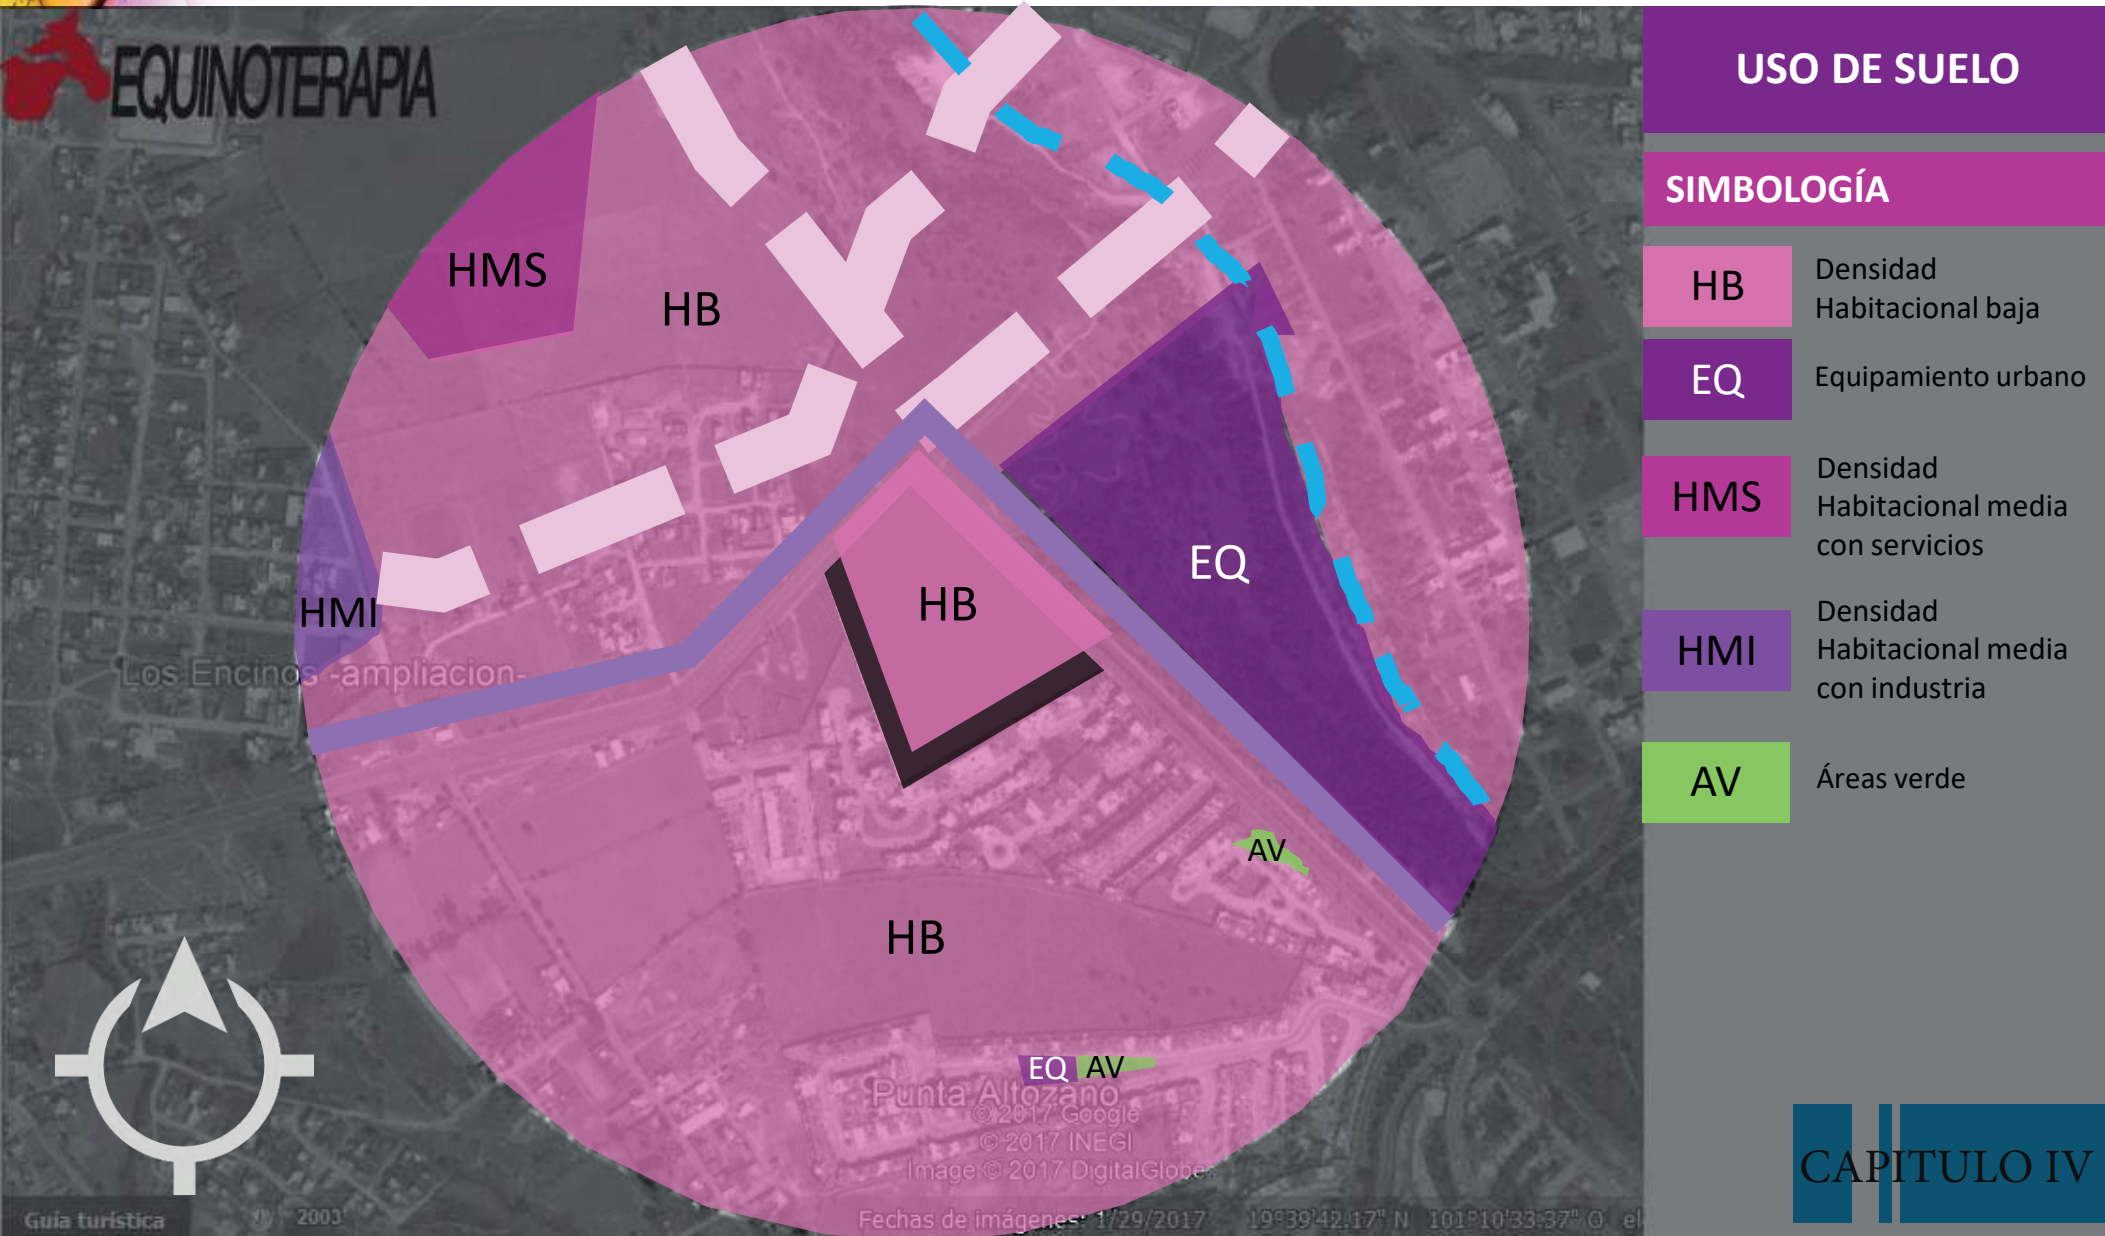 EQUINOTERAPIA
USO DE SUELO
SIMBOLOGÍA
HB
Densidad
Habitacional baja
EQ
Equipamiento urbano
HMS
Densidad
Habitacional media
con servicios
HMI
Densidad
Habitacional media
con industria
AV
Áreas verde
HMS
HB
HMI
EQ
HB
Los Encinos -ampliacion-
AV
HB
EQ
AV
Punta Altozano
© 2017 Google
© 2017 INEGI
Image © 2017 DigitalGlobe
Guía turística
2003
Fechas de imágenes: 1/29/2017 19°39'42.17" N 101°10'33.37" O el
CAPITULO IV